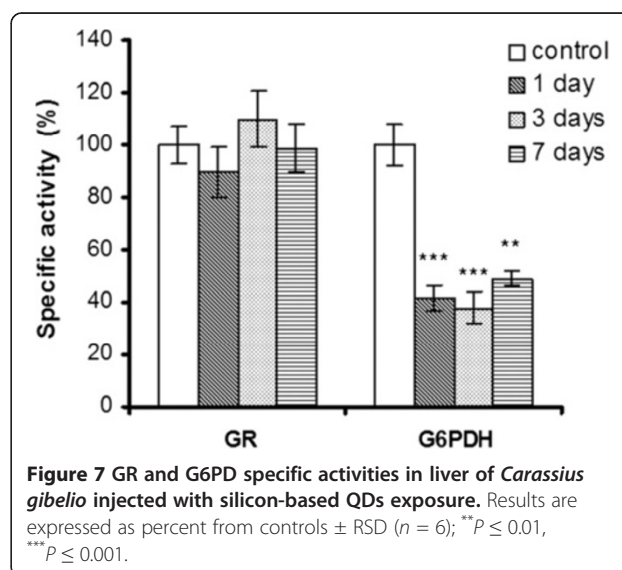 140
120
100
80
60
40
20
0
Specific activity (%)
control
1 day
3 days
7 days
*** *** **
GR G6PDH
Figure 7 GR and G6PD specific activities in liver of Carassius
gibelio injected with silicon-based QDs exposure. Results are
expressed as percent from controls ± RSD (n = 6); **P ≤ 0.01,
***P ≤ 0.001.